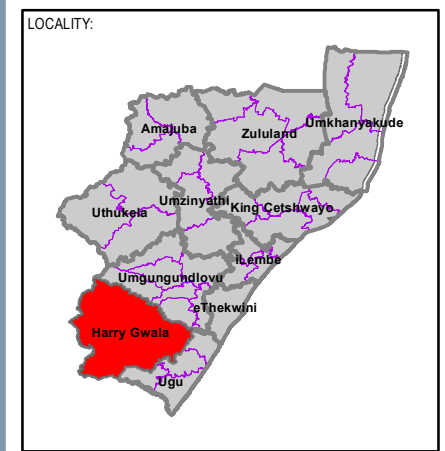 LOCALITY:
Amajuba
Zululand
Umkhanyakude
Umzinyathi
Uthukela
King Cetshwayo
iLembe
Umgungundlovu
eThekwini
Harry Gwala
Ugu